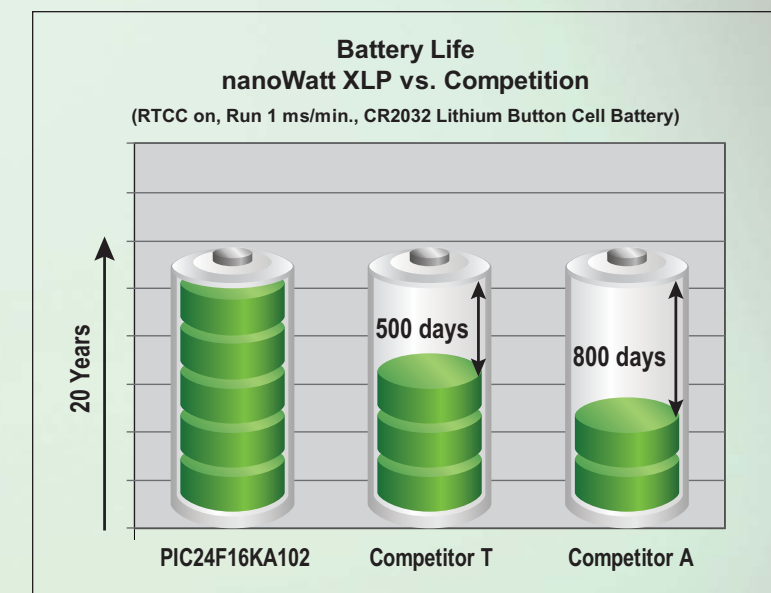 Battery Life
nanoWatt XLP vs. Competition
(RTCC on, Run 1 ms/min., CR2032 Lithium Button Cell Battery)
20 Years
500 days
800 days
PIC24F16KA102
Competitor T
Competitor A